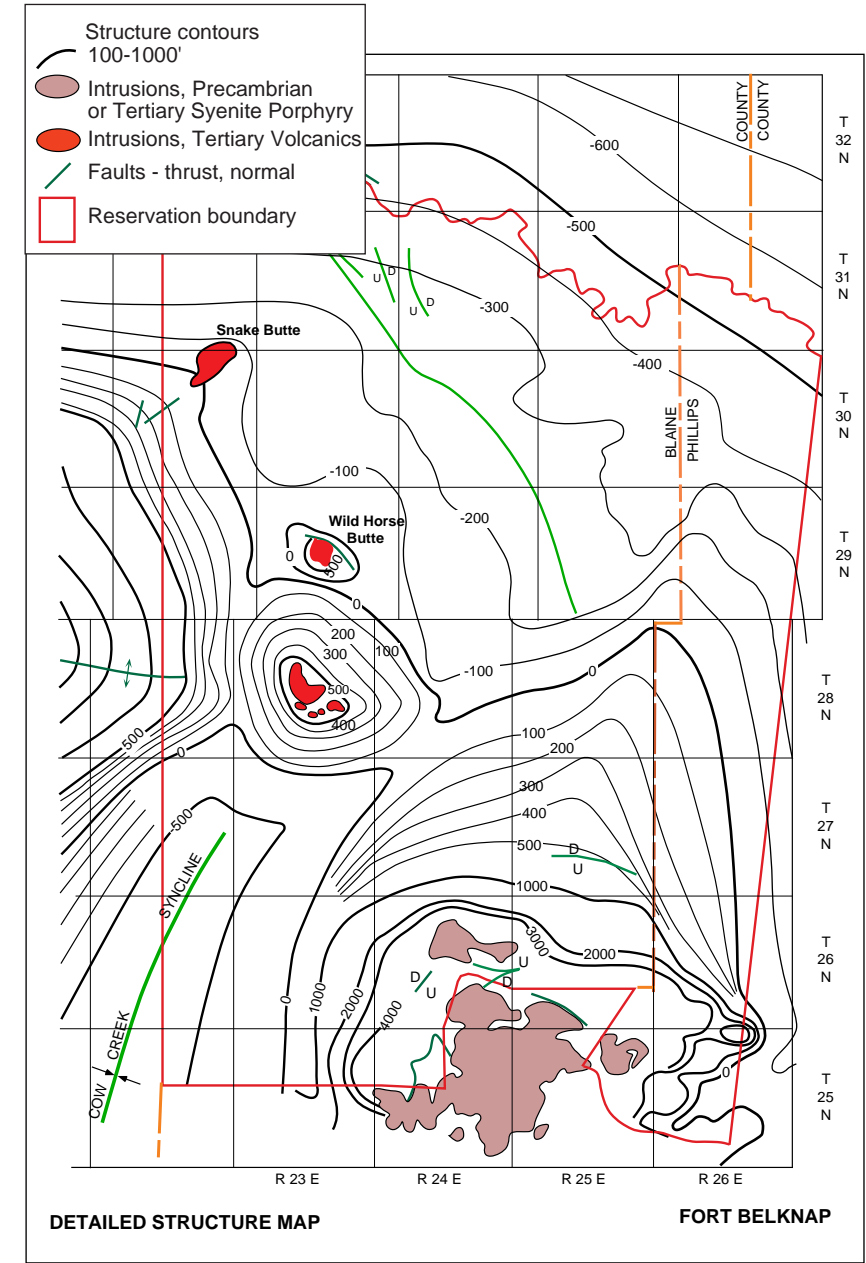 Structure contours
100-1000'
Intrusions, Precambrian
or Tertiary Syenite Porphyry
Intrusions, Tertiary Volcanics
Faults - thrust, normal
Reservation boundary
COUNTY
COUNTY
T
32
N
-600
-500
T
31
N
U
D
U
D
-300
Snake Butte
-400
T
30
N
BLAINE
PHILLIPS
-100
-200
Wild Horse
Butte
0
500
T
29
N
0
200
300
100
500
400
-100
0
T
28
N
500
0
100
200
300
400
500
T
27
N
-500
D
U
1000
SYNCLINE
3000
2000
T
26
N
U
D
D
U
0
1000
2000
4000
CREEK
COW
0
T
25
N
R 23 E
R 24 E
R 25 E
R 26 E
DETAILED STRUCTURE MAP
FORT BELKNAP